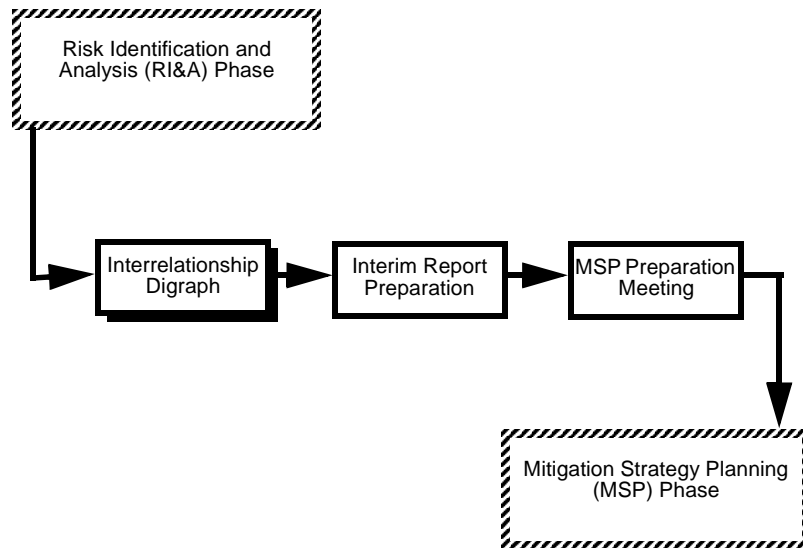 Risk Identification and
Analysis (RI&A) Phase
Interrelationship
Digraph
Interim Report
Preparation
MSP Preparation
Meeting
Mitigation Strategy Planning
(MSP) Phase